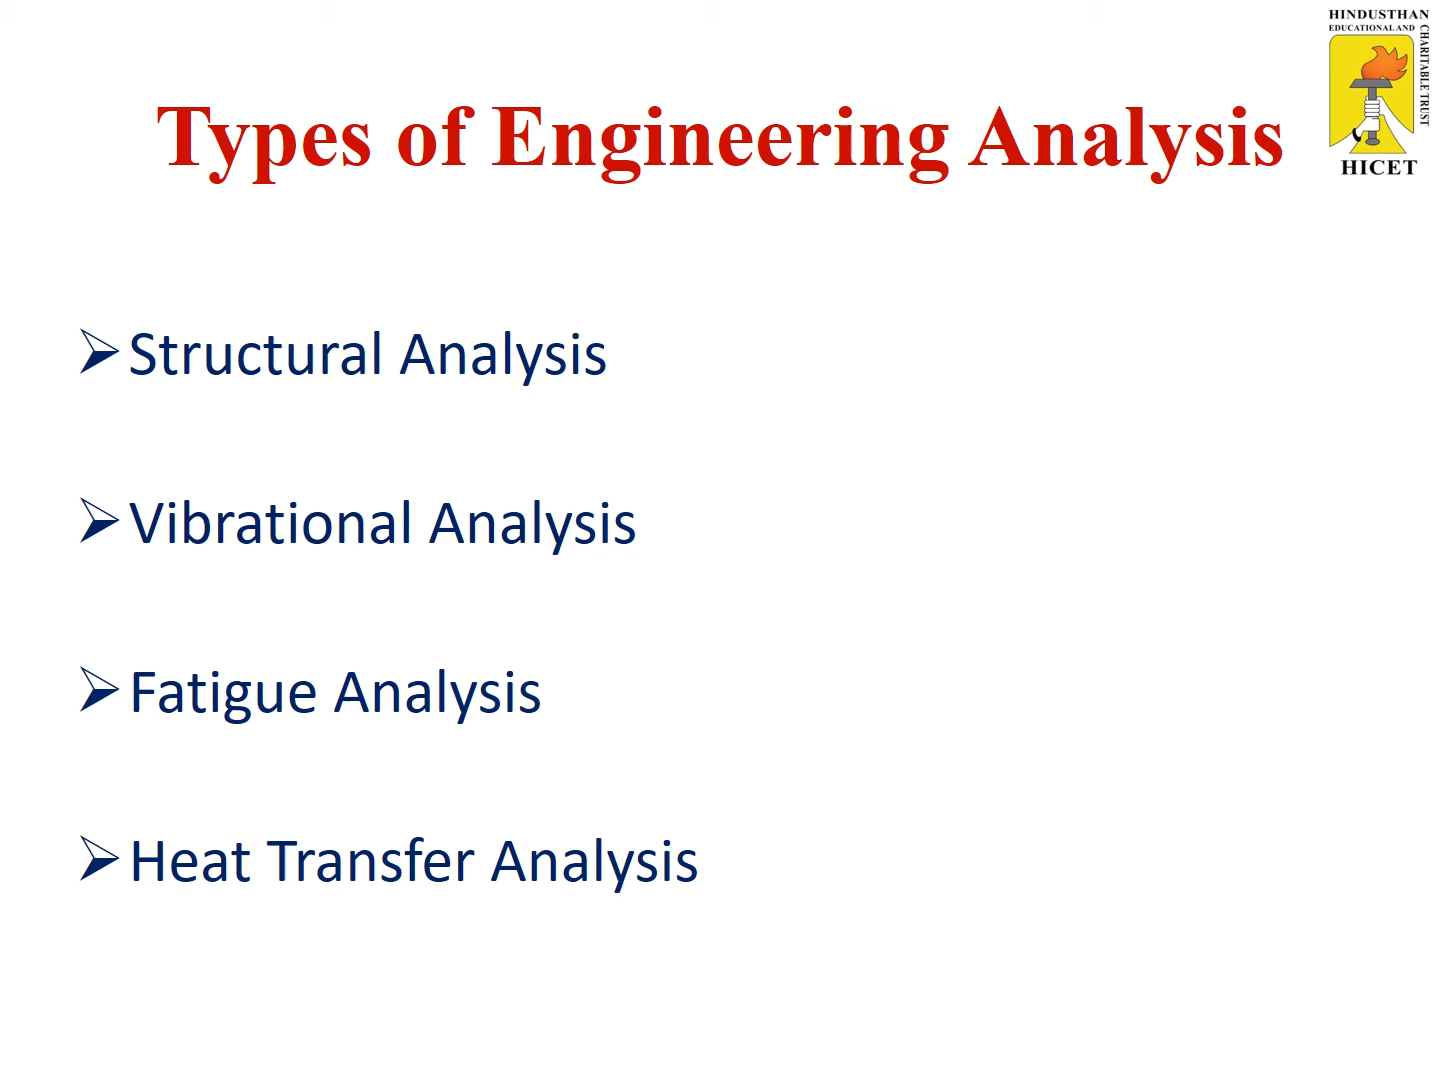 HINDUSTHAN
EDUCATIONAL AND
CHARITABLE TRUST
HICET
Types of Engineering Analysis
➢Structural Analysis
➢Vibrational Analysis
➢Fatigue Analysis
➢Heat Transfer Analysis